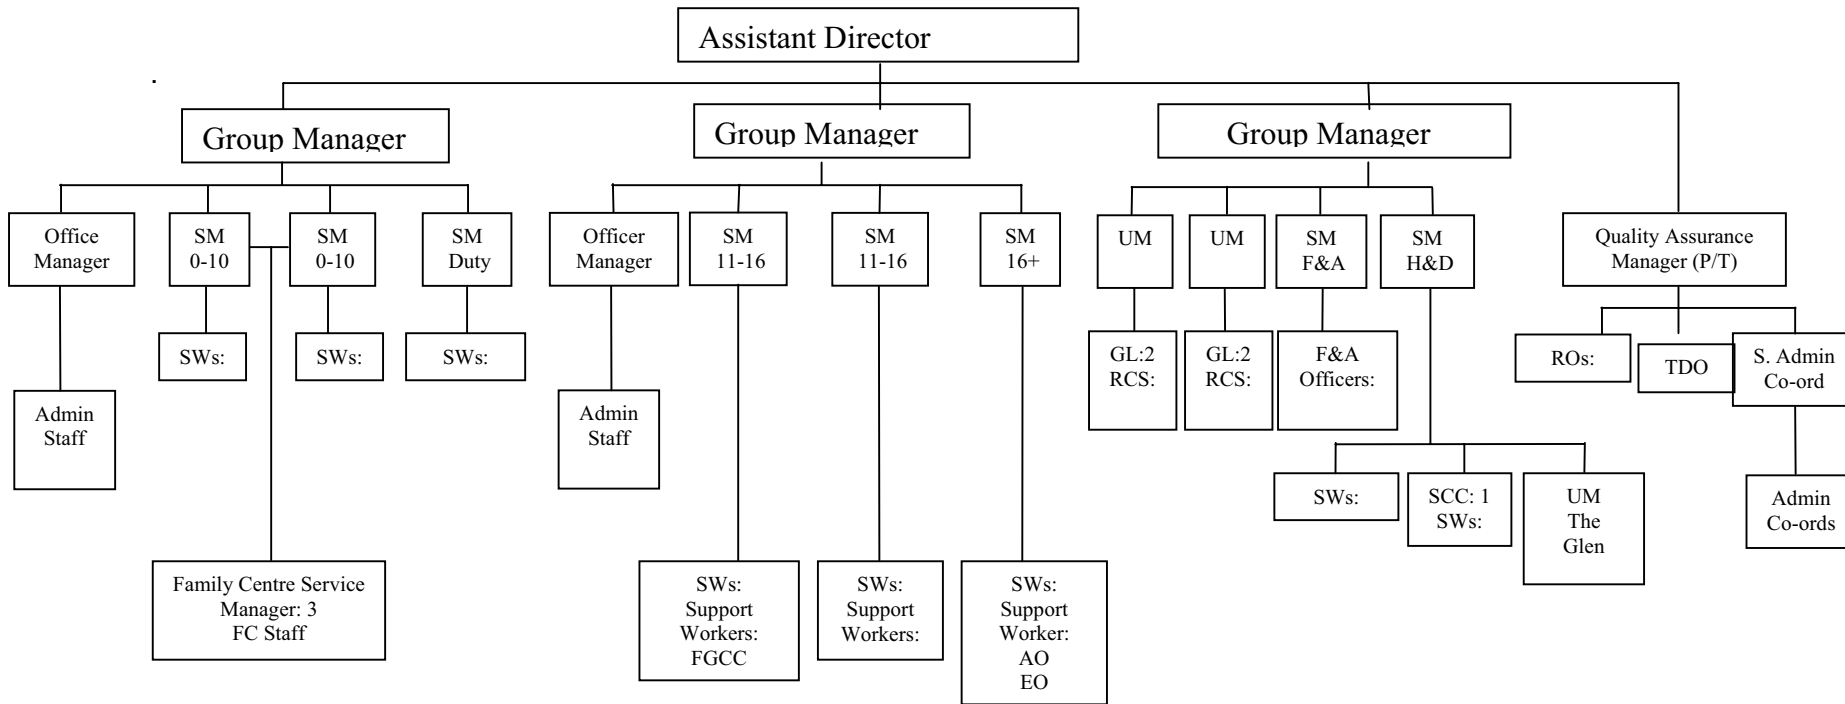 Assistant Director
.
Group Manager
Group Manager
Group Manager
Office
Manager
SM
0-10
SM
0-10
SM
Duty
Officer
Manager
SM
11-16
SM
11-16
SM
16+
UM
UM
SM
F&A
SM
H&D
Quality Assurance
Manager (P/T)
SWs:
SWs:
SWs:
GL:2
RCS:
GL:2
RCS:
F&A
Officers:
ROs:
TDO
S. Admin
Co-ord
Admin
Staff
Admin
Staff
SWs:
SCC: 1
SWs:
UM
The
Glen
Admin
Co-ords
Family Centre Service
Manager: 3
FC Staff
SWs:
Support
Workers:
FGCC
SWs:
Support
Workers:
SWs:
Support
Worker:
AO
EO